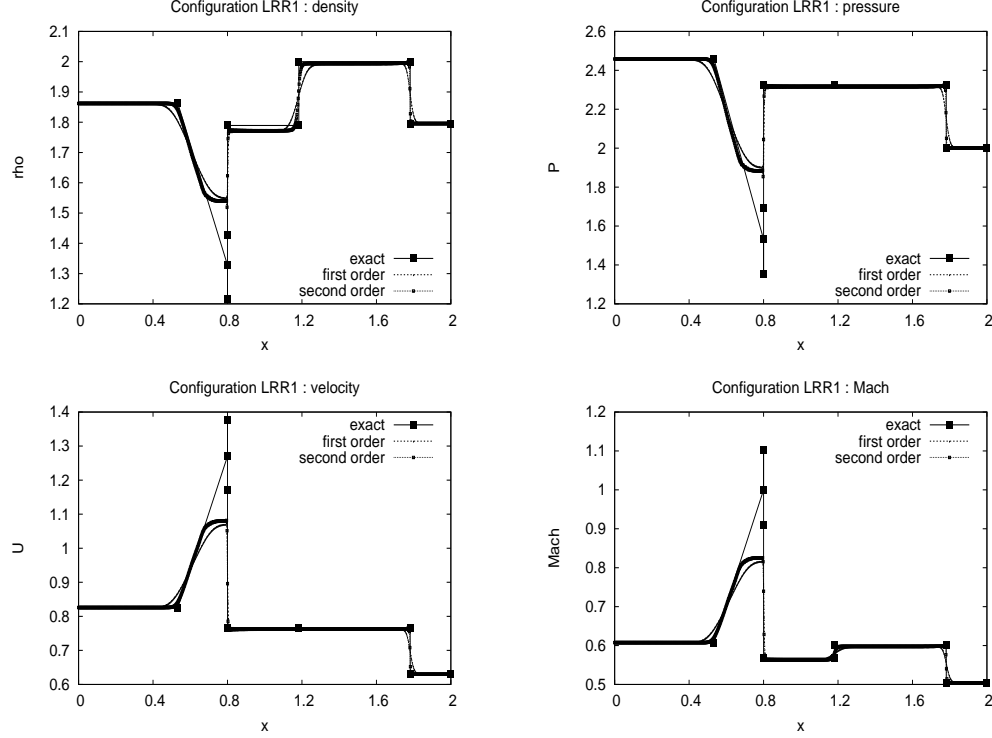 Configuration LRR1 : density
2.1
2
1.9
1.8
1.7
1.6
1.5
1.4
1.3
1.2
rho
exact
first order
second order
0 0.4 0.8 1.2 1.6 2
x
Configuration LRR1 : pressure
2.6
2.4
2.2
2
1.8
1.6
1.4
1.2
P
exact
first order
second order
0 0.4 0.8 1.2 1.6 2
x
Configuration LRR1 : velocity
1.4
1.3
1.2
1.1
1
0.9
0.8
0.7
0.6
U
exact
first order
second order
0 0.4 0.8 1.2 1.6 2
x
Configuration LRR1 : Mach
1.2
1.1
1
0.9
0.8
0.7
0.6
0.5
Mach
exact
first order
second order
0 0.4 0.8 1.2 1.6 2
x